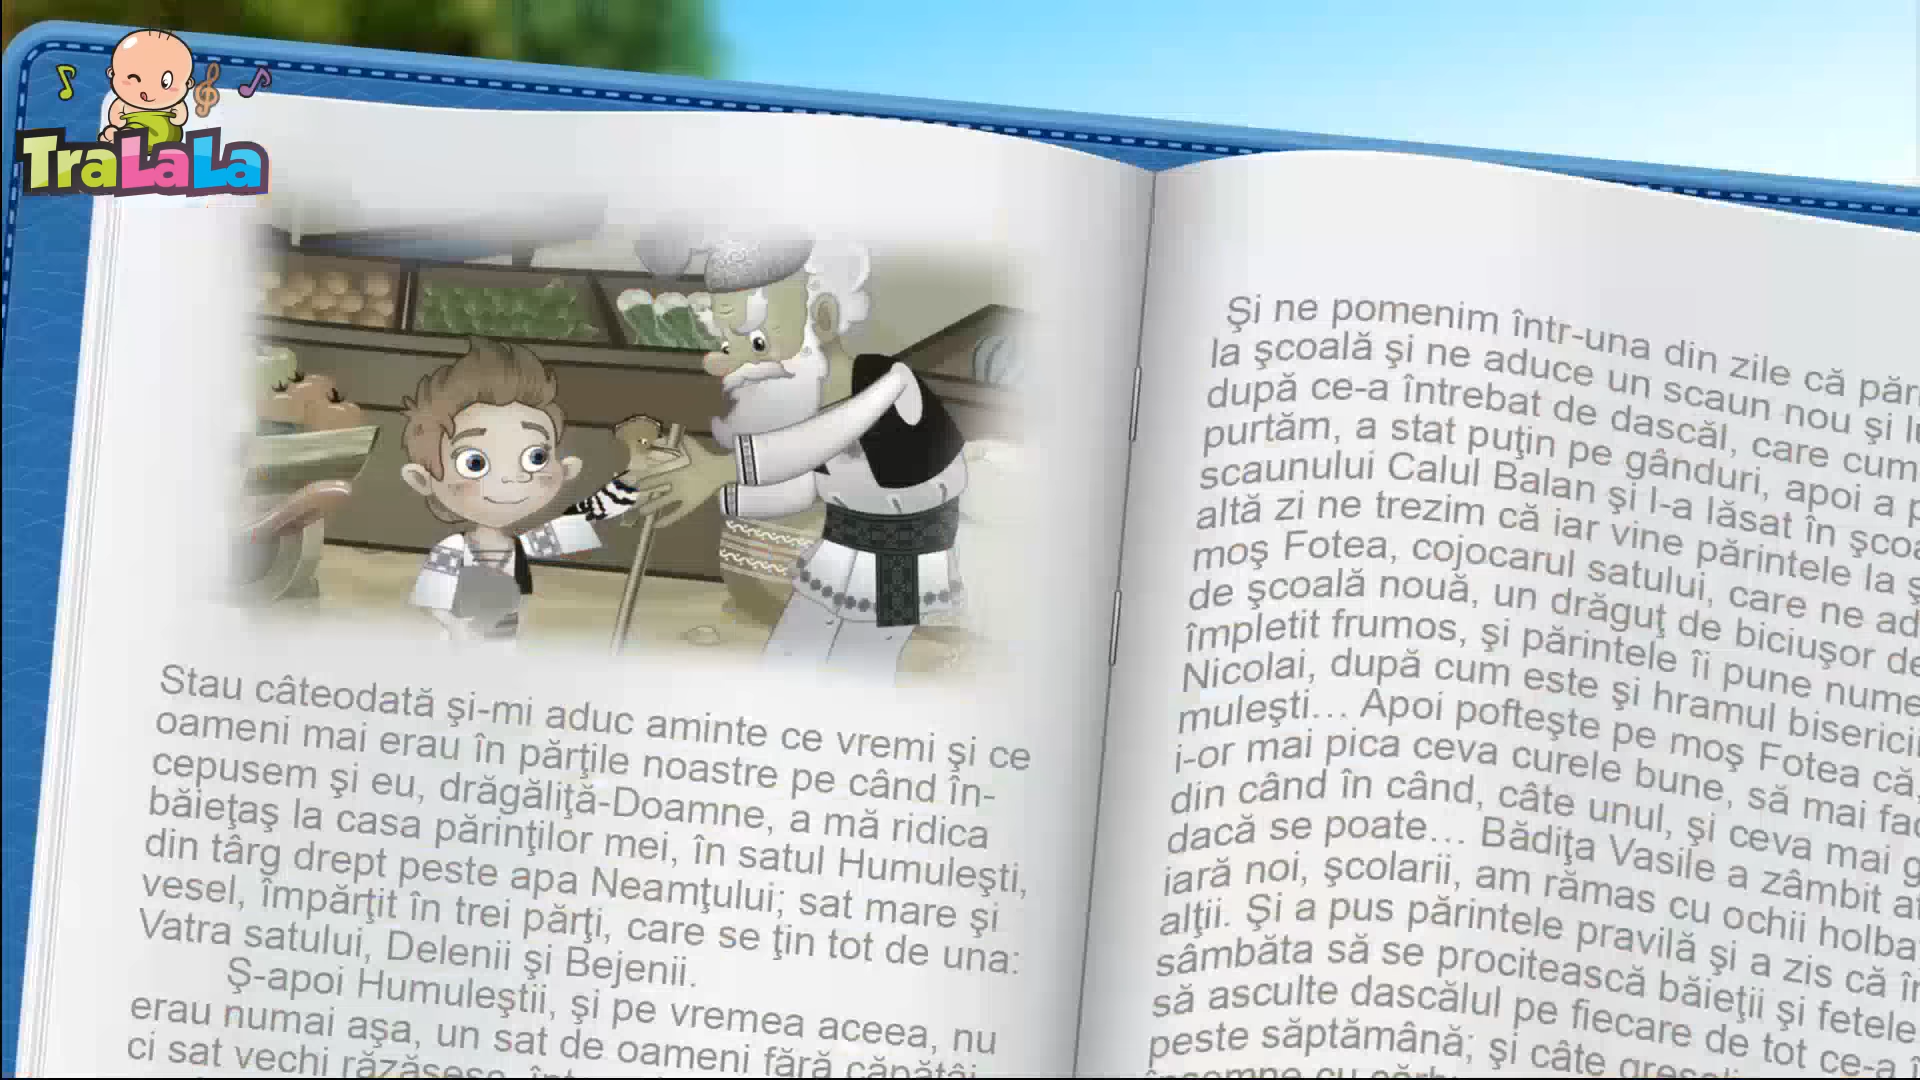 TraLaLa
Stau câteodată şi-mi aduc aminte ce vremi şi ce
oameni mai erau în părţile noastre pe când în-
cepusem şi eu, drăgăliţă-Doamne, a mă ridica
băieţaş la casa părinţilor mei, în satul Humuleşti,
din târg drept peste apa Neamţului; sat mare şi
vesel, împărţit în trei părţi, care se ţin tot de una:
Vatra satului, Delenii şi Bejenii.
Ş-apoi Humuleştii, şi pe vremea aceea, nu
erau numai aşa, un sat de oameni fără căpătâi
ci sat vechi răzăşesc
Şi ne pomenim într-una din zile că
la şcoală şi ne aduce un scaun nou şi
după ce-a întrebat de dascăl, care cum
purtăm, a stat puţin pe gânduri, apoi a
scaunului Calul Balan şi l-a lăsat în
altă zi ne trezim că iar vine părintele la
moş Fotea, cojocarul satului, care ne
de şcoală nouă, un drăguţ de biciuşor
împletit frumos, şi părintele îi pune
Nicolai, după cum este şi hramul
muleşti... Apoi pofteşte pe moş Fotea că,
i-or mai pica ceva curele bune, să mai
din când în când, câte unul, şi ceva mai
dacă se poate... Bădiţa Vasile a zâmbit
iară noi, şcolarii, am rămas cu ochii
alţii. Şi a pus părintele pravilă şi a zis că
sâmbăta să se procitească băieţii şi fetele
să asculte dascălul pe fiecare de tot ce-a
peste săptămână; şi câte